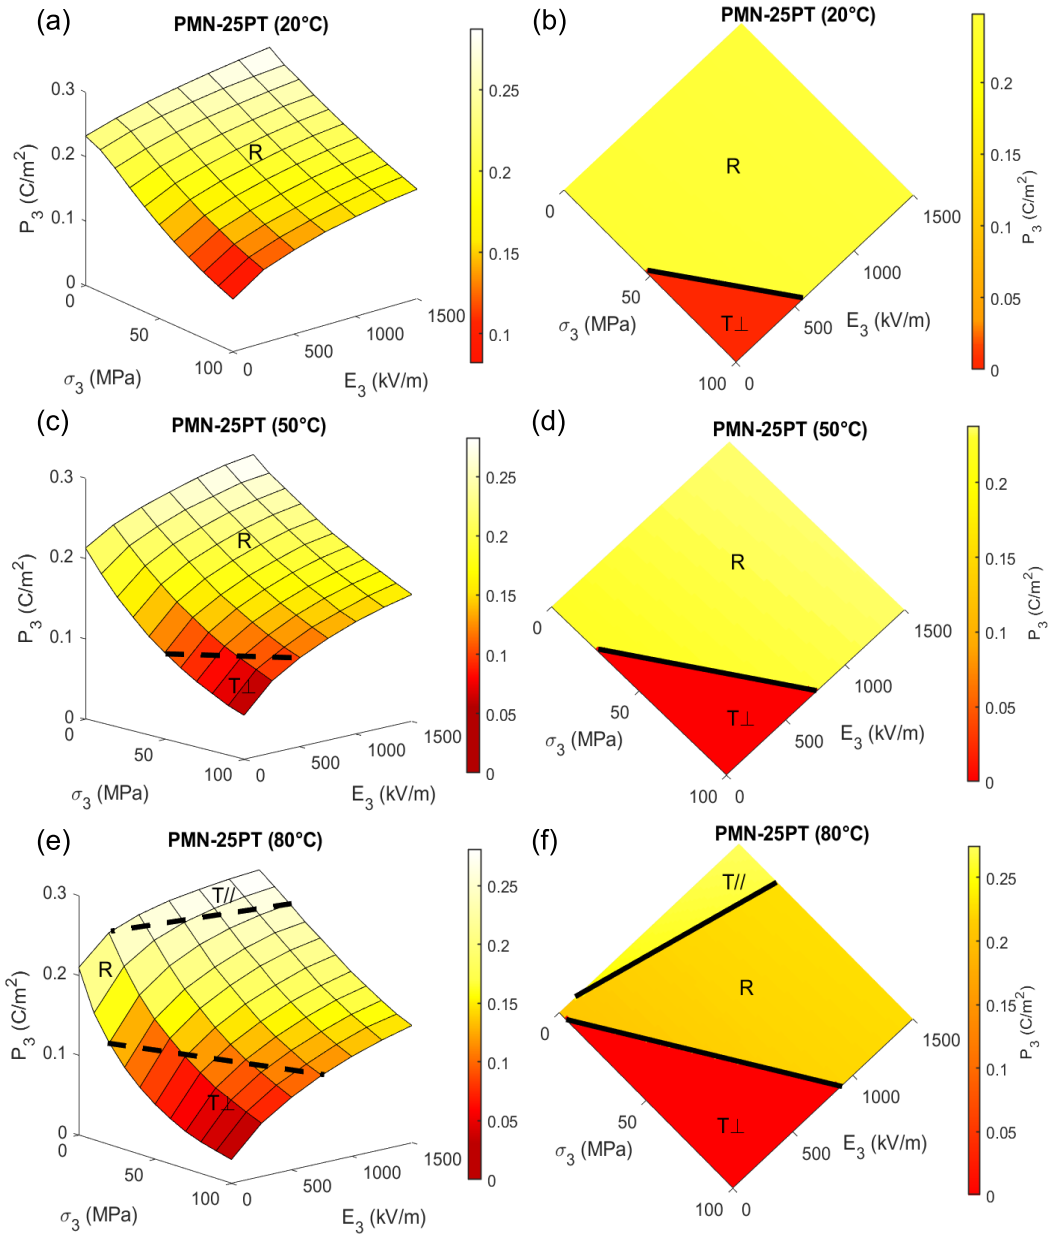 (a)
PMN-25PT (20°C)
0.3
0.2
0.1
0
P₃ (C/m²)
R
0
50
100
σ₃ (MPa)
0
500
1000
1500
E₃ (kV/m)
0.25
0.2
0.15
0.1
(b)
PMN-25PT (20°C)
R
T⊥
0
50
100
σ₃ (MPa)
0
500
1000
1500
E₃ (kV/m)
0.2
0.15
0.1
0.05
0
P₃ (C/m²)
(c)
PMN-25PT (50°C)
0.3
0.2
0.1
0
P₃ (C/m²)
R
T⊥
0
50
100
σ₃ (MPa)
0
500
1000
1500
E₃ (kV/m)
0.25
0.2
0.15
0.1
0.05
0
(d)
PMN-25PT (50°C)
R
T⊥
0
50
100
σ₃ (MPa)
0
500
1000
1500
E₃ (kV/m)
0.2
0.15
0.1
0.05
0
P₃ (C/m²)
(e)
PMN-25PT (80°C)
0.3
0.2
0.1
0
P₃ (C/m²)
T//
R
T⊥
0
50
100
σ₃ (MPa)
0
500
1000
1500
E₃ (kV/m)
0.25
0.2
0.15
0.1
0.05
0
(f)
PMN-25PT (80°C)
T//
R
T⊥
0
50
100
σ₃ (MPa)
0
500
1000
1500
E₃ (kV/m)
0.25
0.2
0.15
0.1
0.05
0
P₃ (C/m²)